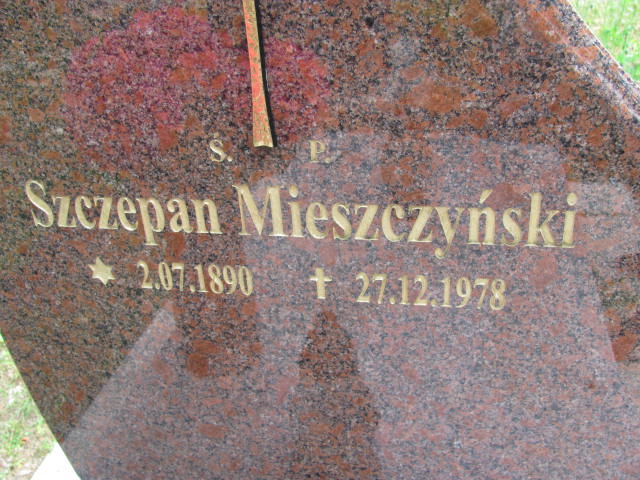 Ś. P.
Szczepan Mieszczyński
2.07.1890 27.12.1978